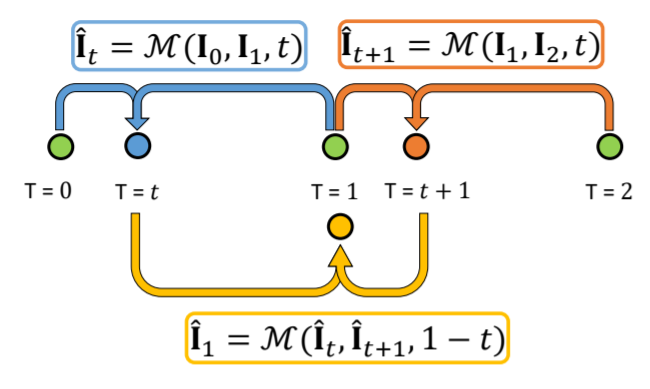 Î_t = ℳ(I_0, I_1, t)
Î_{t+1} = ℳ(I_1, I_2, t)
T = 0 T = t T = 1 T = t + 1 T = 2
Î_1 = ℳ(Î_t, Î_{t+1}, 1 − t)